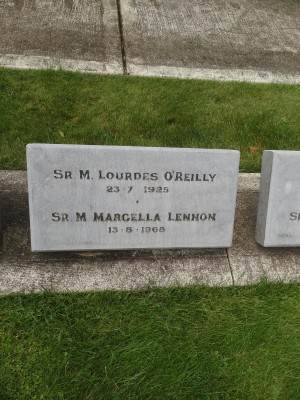 Sr M. Lourdes O'Reilly
23·7·1925
Sr. M Marcella Lennon
13·8·1968